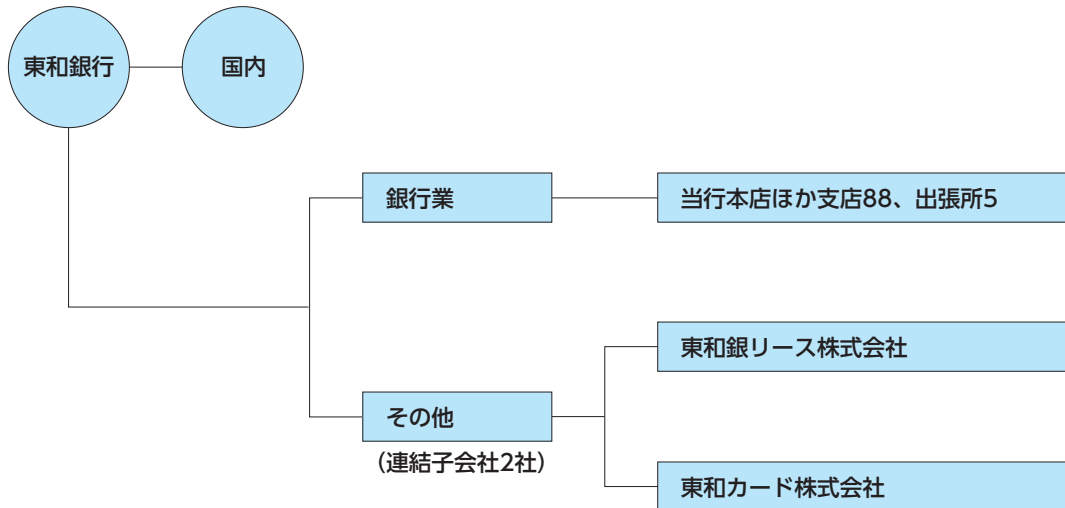 東和銀行
国内
銀行業
当行本店ほか支店88、出張所5
東和銀リース株式会社
その他
(連結子会社2社)
東和カード株式会社